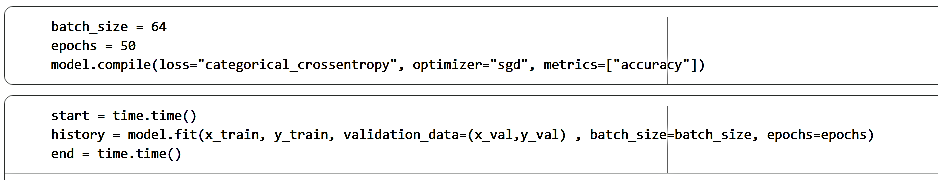 batch_size = 64
epochs = 50
model.compile(loss="categorical_crossentropy", optimizer="sgd", metrics=["accuracy"])
start = time.time()
history = model.fit(x_train, y_train, validation_data=(x_val,y_val) , batch_size=batch_size, epochs=epochs)
end = time.time()